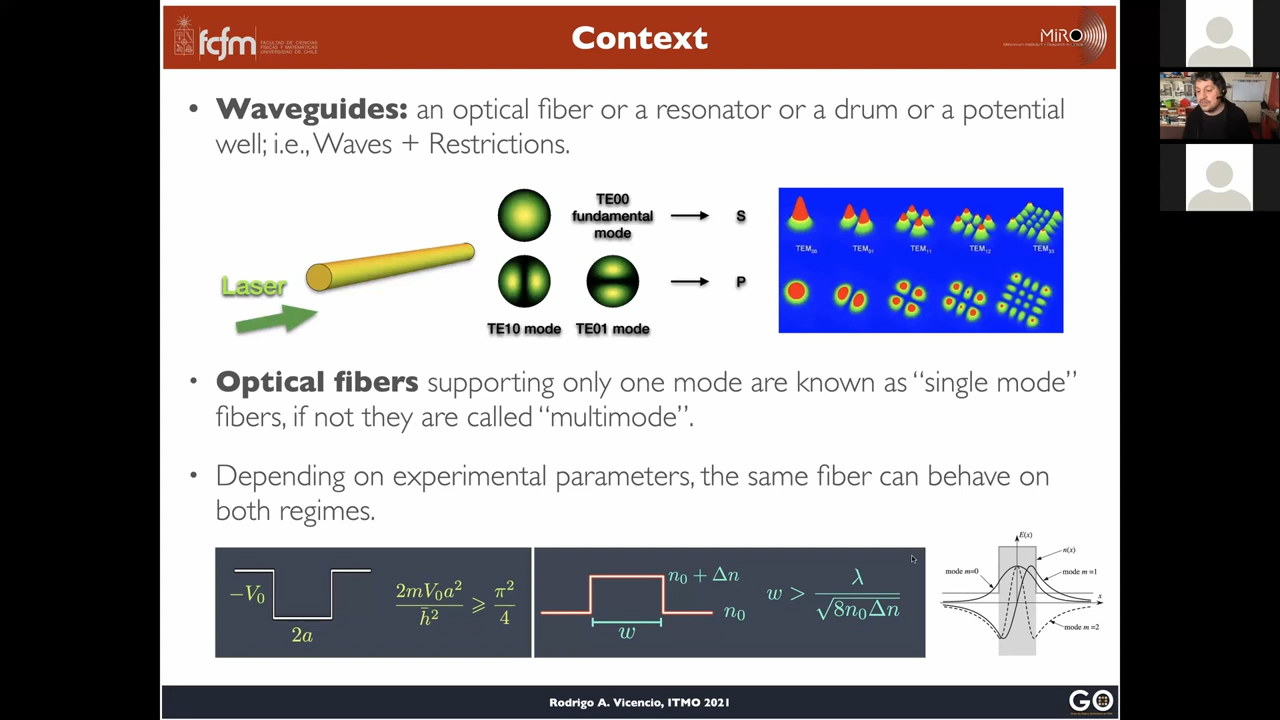 fcfm
FACULTAD DE CIENCIAS
FÍSICAS Y MATEMÁTICAS
UNIVERSIDAD DE CHILE
Context
MiRO
• Waveguides: an optical fiber or a resonator or a drum or a potential
well; i.e., Waves + Restrictions.
Laser
TE00
fundamental
mode
S
TE10 mode
TE01 mode
P
TEM00
TEM01
TEM11
TEM12
TEM33
• Optical fibers supporting only one mode are known as “single mode”
fibers, if not they are called “multimode”.
• Depending on experimental parameters, the same fiber can behave on
both regimes.
−V₀
2a
2mV₀a²/ħ² ⩾ π²/4
n₀ + Δn
n₀
w
w > λ/√8n₀Δn
E(x)
n(x)
mode m=0
mode m=1
x
mode m=2
Rodrigo A. Vicencio, ITMO 2021
GO